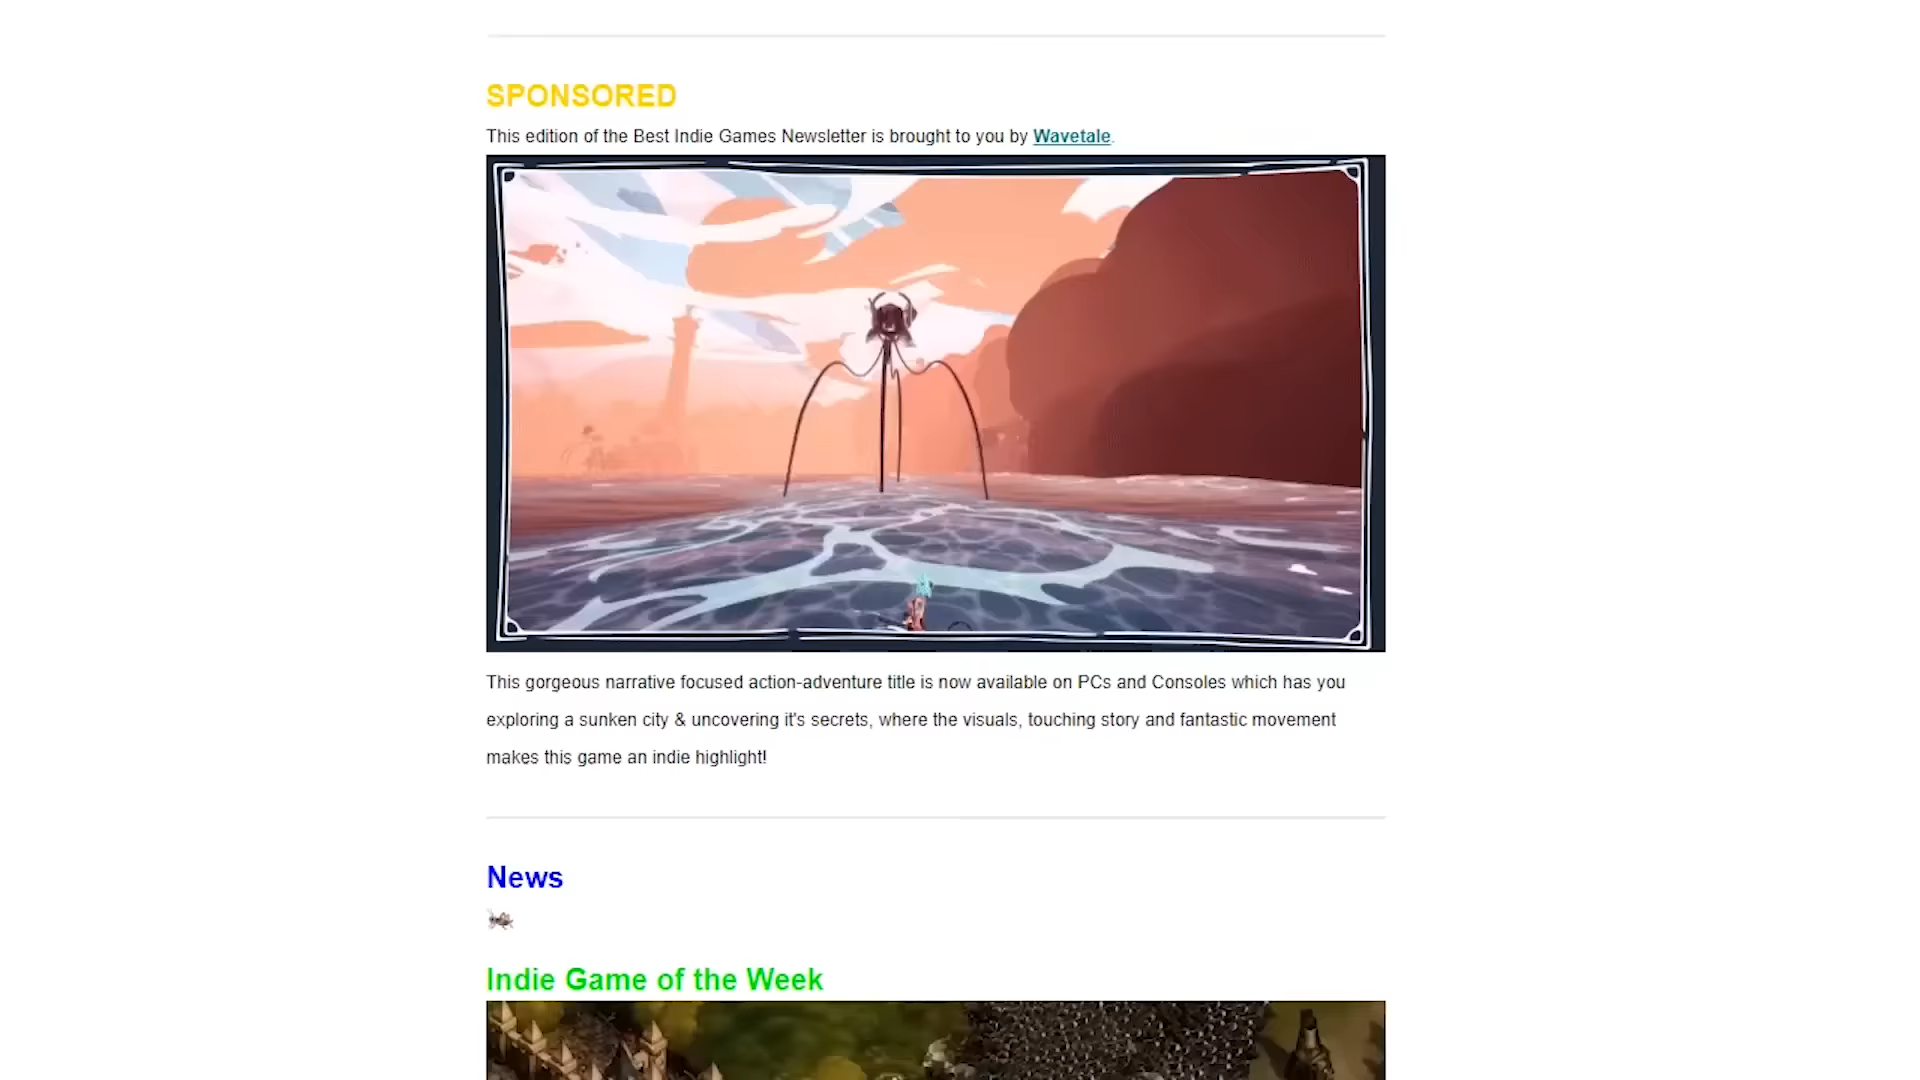 SPONSORED
This edition of the Best Indie Games Newsletter is brought to you by Wavetale.
This gorgeous narrative focused action-adventure title is now available on PCs and Consoles which has you
exploring a sunken city & uncovering it's secrets, where the visuals, touching story and fantastic movement
makes this game an indie highlight!
News
Indie Game of the Week